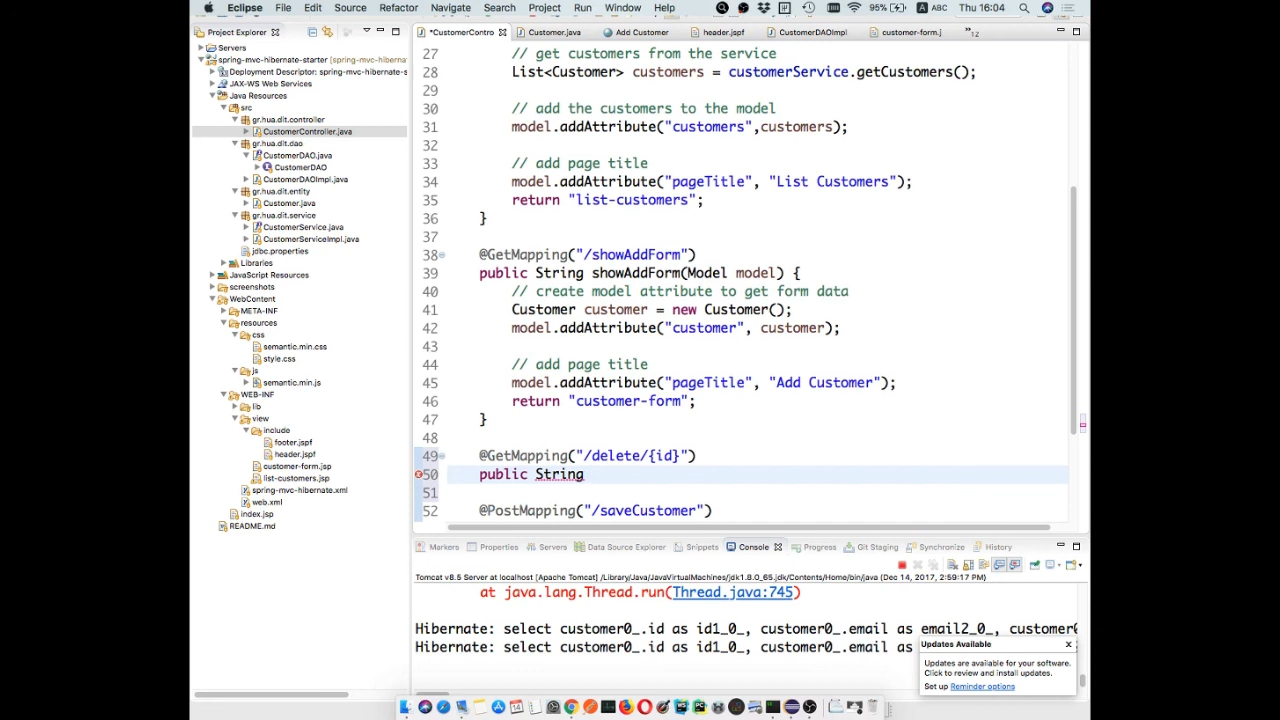 Eclipse File Edit Source Refactor Navigate Search Project Run Window Help 95% ABC Thu 16:04
Project Explorer
*CustomerContro Customer.java Add Customer header.jspf CustomerDAOImpl customer-form.j »12
Servers
spring-mvc-hibernate-starter [spring-mvc-hibernate
Deployment Descriptor: spring-mvc-hibernate-s
JAX-WS Web Services
Java Resources
src
gr.hua.dit.controller
CustomerController.java
gr.hua.dit.dao
CustomerDAO.java
CustomerDAO
CustomerDAOImpl.java
gr.hua.dit.entity
Customer.java
gr.hua.dit.service
CustomerService.java
CustomerServiceImpl.java
jdbc.properties
Libraries
JavaScript Resources
screenshots
WebContent
META-INF
resources
css
semantic.min.css
style.css
js
semantic.min.js
WEB-INF
lib
view
include
footer.jspf
header.jspf
customer-form.jsp
list-customers.jsp
spring-mvc-hibernate.xml
web.xml
index.jsp
README.md
27 // get customers from the service
28 List<Customer> customers = customerService.getCustomers();
29
30 // add the customers to the model
31 model.addAttribute("customers",customers);
32
33 // add page title
34 model.addAttribute("pageTitle", "List Customers");
35 return "list-customers";
36 }
37
38 @GetMapping("/showAddForm")
39 public String showAddForm(Model model) {
40 // create model attribute to get form data
41 Customer customer = new Customer();
42 model.addAttribute("customer", customer);
43
44 // add page title
45 model.addAttribute("pageTitle", "Add Customer");
46 return "customer-form";
47 }
48
49 @GetMapping("/delete/{id}")
50 public String
51
52 @PostMapping("/saveCustomer")
Markers Properties Servers Data Source Explorer Snippets Console Progress Git Staging Synchronize History
Tomcat v8.5 Server at localhost [Apache Tomcat] /Library/Java/JavaVirtualMachines/jdk1.8.0_65.jdk/Contents/Home/bin/java (Dec 14, 2017, 2:59:17 PM)
at java.lang.Thread.run(Thread.java:745)
Hibernate: select customer0_.id as id1_0_, customer0_.email as email2_0_, customer0
Hibernate: select customer0_.id as id1_0_, customer0_.email as
Updates Available
Updates are available for your software.
Click to review and install updates.
Set up Reminder options